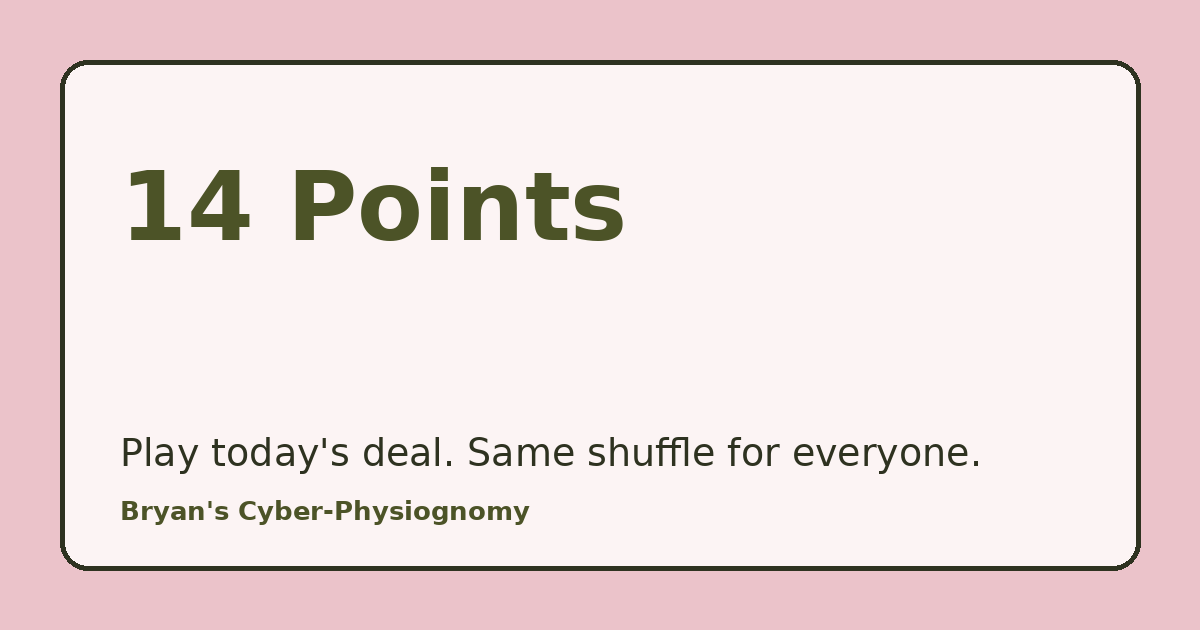 14 Points
Play today's deal. Same shuffle for everyone.
Bryan's Cyber-Physiognomy